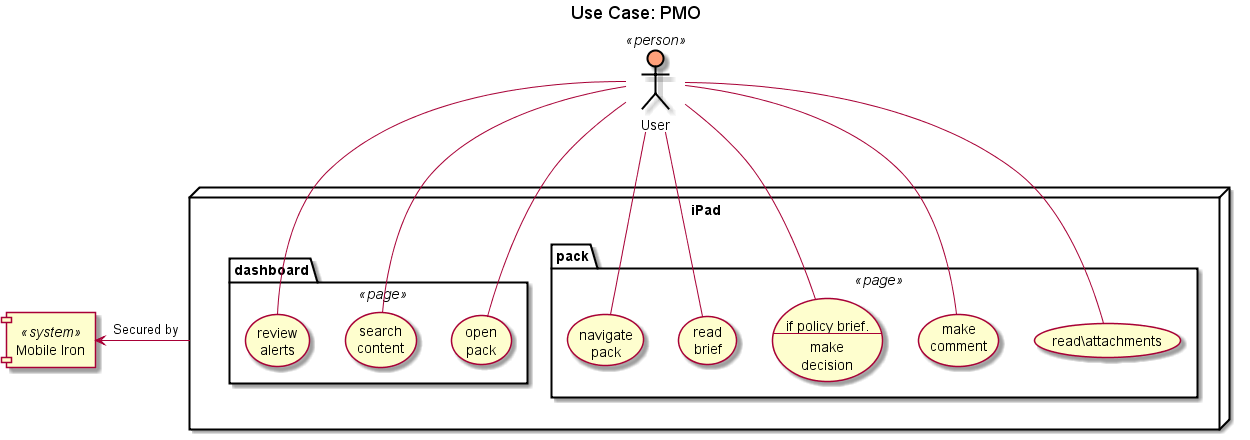 Use Case: PMO
«person»
User
iPad
dashboard
«page»
review
alerts
search
content
open
pack
pack
«page»
navigate
pack
read
brief
if policy brief.
make
decision
make
comment
read\attachments
Secured by
«system»
Mobile Iron